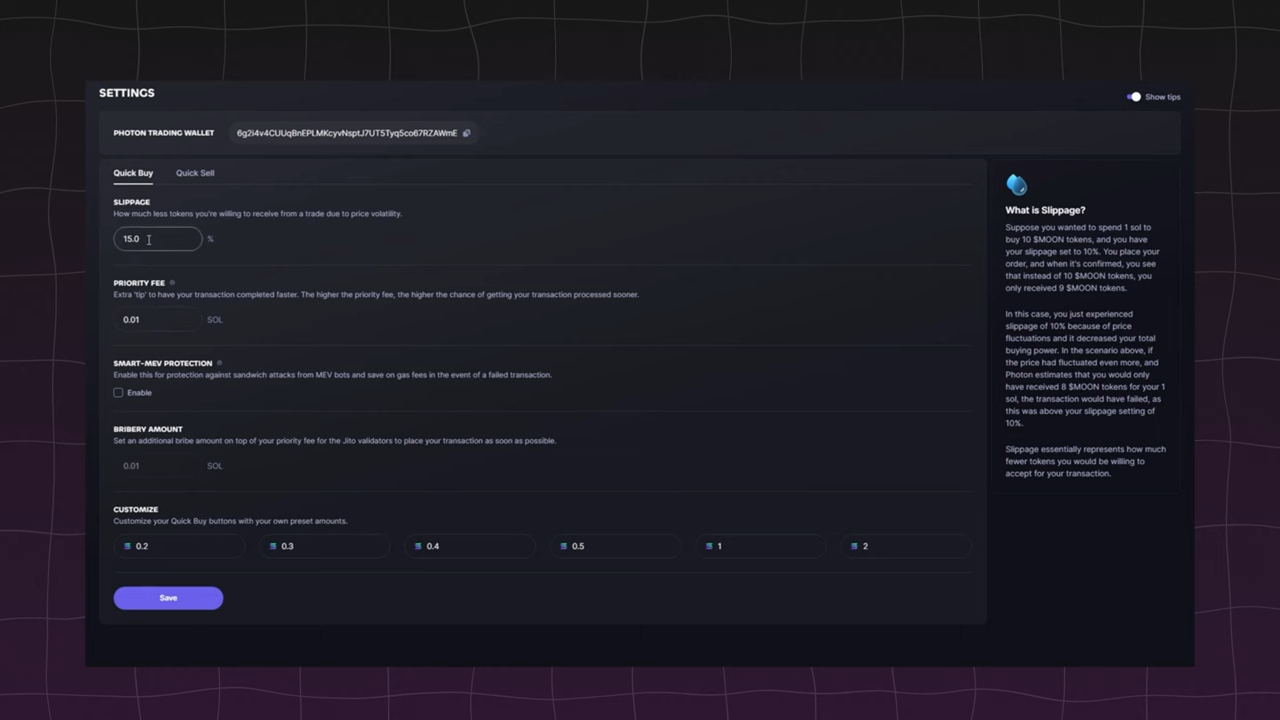 SETTINGS
Show tips
PHOTON TRADING WALLET
6g2i4v4CUUqBnEPLMKcyvNsptJ7UT5Tyq5co67RZAWmE
Quick Buy Quick Sell
SLIPPAGE
How much less tokens you're willing to receive from a trade due to price volatility.
15.0 %
PRIORITY FEE
Extra 'tip' to have your transaction completed faster. The higher the priority fee, the higher the chance of getting your transaction processed sooner.
0.01 SOL
SMART-MEV PROTECTION
Enable this for protection against sandwich attacks from MEV bots and save on gas fees in the event of a failed transaction.
Enable
BRIBERY AMOUNT
Set an additional bribe amount on top of your priority fee for the Jito validators to place your transaction as soon as possible.
0.01 SOL
CUSTOMIZE
Customize your Quick Buy buttons with your own preset amounts.
0.2 0.3 0.4 0.5 1 2
Save
What is Slippage?
Suppose you wanted to spend 1 sol to
buy 10 $MOON tokens, and you have
your slippage set to 10%. You place your
order, and when it's confirmed, you see
that instead of 10 $MOON tokens, you
only received 9 $MOON tokens.
In this case, you just experienced
slippage of 10% because of price
fluctuations and it decreased your total
buying power. In the scenario above, if
the price had fluctuated even more, and
Photon estimates that you would only
have received 8 $MOON tokens for your 1
sol, the transaction would have failed, as
this was above your slippage setting of
10%.
Slippage essentially represents how much
fewer tokens you would be willing to
accept for your transaction.